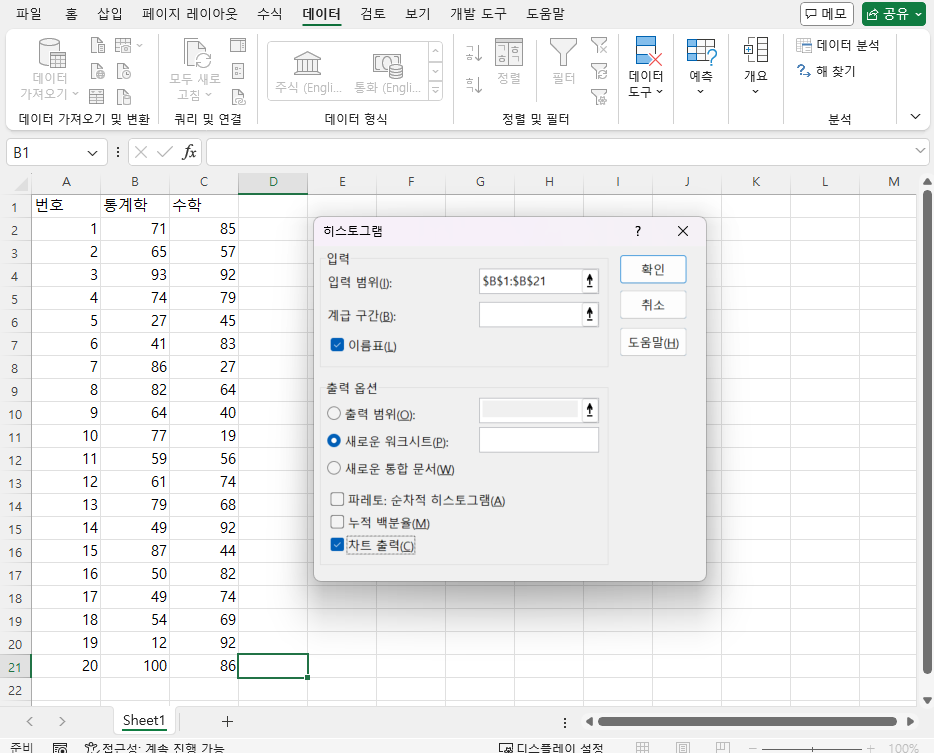 파일 홈 삽입 페이지 레이아웃 수식 데이터 검토 보기 개발 도구 도움말 메모 공유
데이터 가져오기
모두 새로 고침
주식 (Engli... 통화 (Engli...
정렬 필터
데이터 도구 예측 개요
데이터 분석
해 찾기
데이터 가져오기 및 변환 쿼리 및 연결 데이터 형식 정렬 및 필터 분석
B1 fx
A B C D E F G H I J K L M
1 번호 통계학 수학
2 1 71 85
3 2 65 57
4 3 93 92
5 4 74 79
6 5 27 45
7 6 41 83
8 7 86 27
9 8 82 64
10 9 64 40
11 10 77 19
12 11 59 56
13 12 61 74
14 13 79 68
15 14 49 92
16 15 87 44
17 16 50 82
18 17 49 74
19 18 54 69
20 19 12 92
21 20 100 86
22
히스토그램 ?
입력
입력 범위(I): $B$1:$B$21
계급 구간(B):
이름표(L)
확인
취소
도움말(H)
출력 옵션
출력 범위(O):
새로운 워크시트(P):
새로운 통합 문서(W)
파레토: 순차적 히스토그램(A)
누적 백분율(M)
차트 출력(C)
Sheet1
준비 접근성: 계속 진행 가능 디스플레이 설정 100%